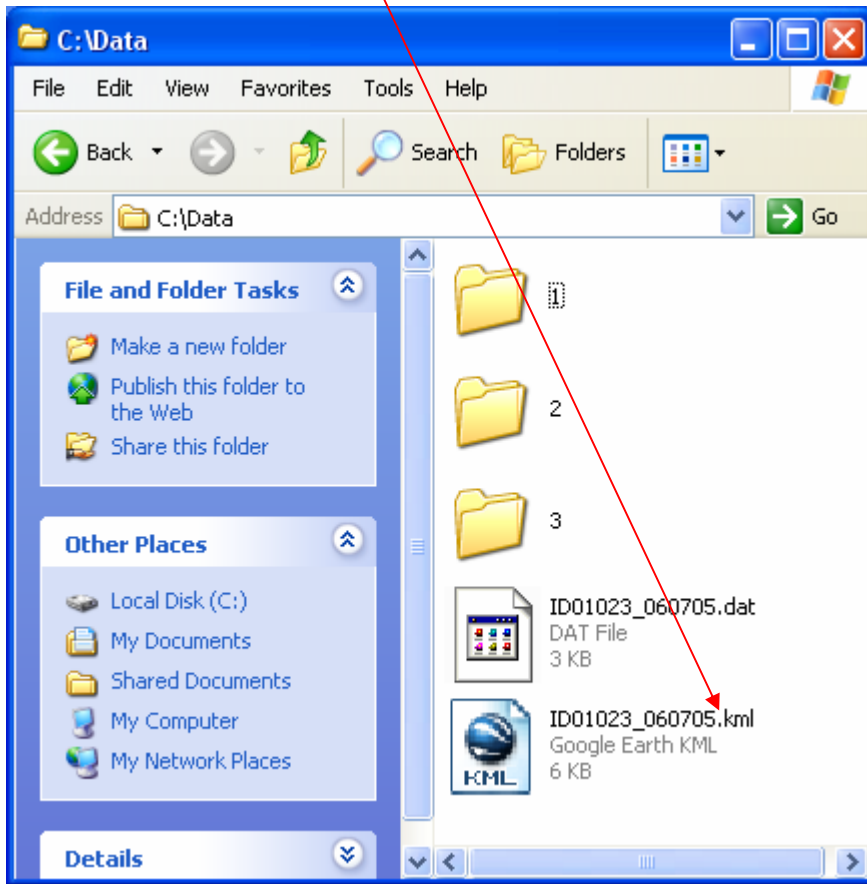 C:\Data
File Edit View Favorites Tools Help
Back Search Folders
Address C:\Data Go
File and Folder Tasks
Make a new folder
Publish this folder to
the Web
Share this folder
Other Places
Local Disk (C:)
My Documents
Shared Documents
My Computer
My Network Places
Details
1
2
3
ID01023_060705.dat
DAT File
3 KB
KML
ID01023_060705.kml
Google Earth KML
6 KB